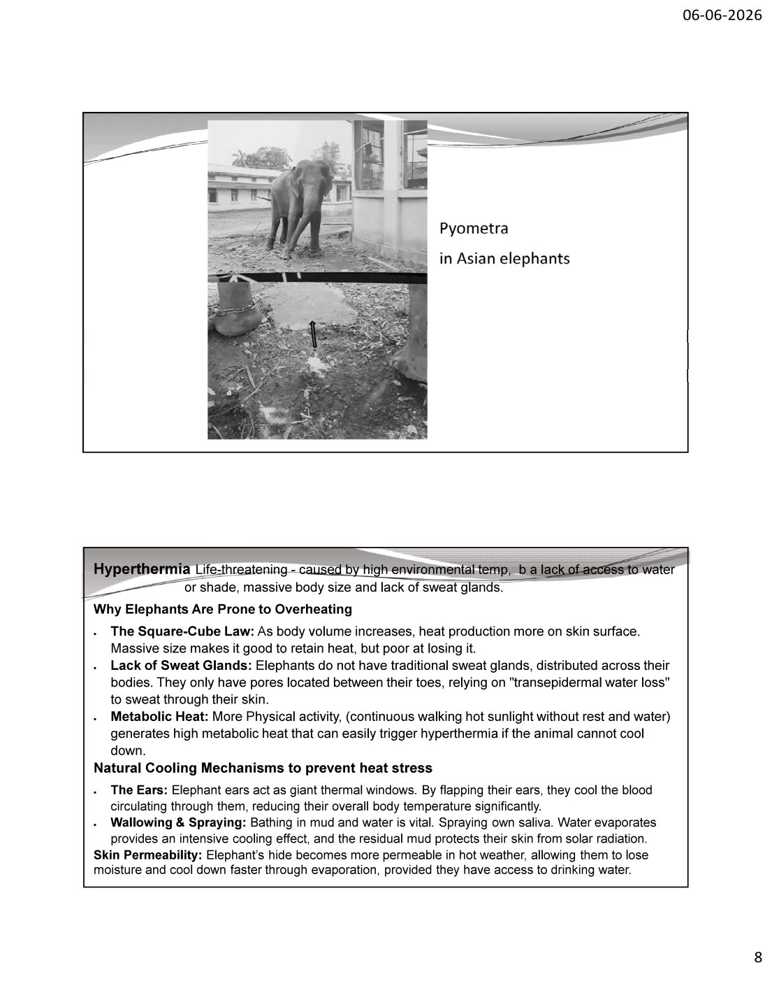 06-06-2026
Pyometra
in Asian elephants
Hyperthermia Life-threatening - caused by high environmental temp,  b a lack of access to water
or shade, massive body size and lack of sweat glands.
Why Elephants Are Prone to Overheating
• The Square-Cube Law: As body volume increases, heat production more on skin surface.
Massive size makes it good to retain heat, but poor at losing it.
• Lack of Sweat Glands: Elephants do not have traditional sweat glands, distributed across their
bodies. They only have pores located between their toes, relying on "transepidermal water loss"
to sweat through their skin.
• Metabolic Heat: More Physical activity, (continuous walking hot sunlight without rest and water)
generates high metabolic heat that can easily trigger hyperthermia if the animal cannot cool
down.
Natural Cooling Mechanisms to prevent heat stress
• The Ears: Elephant ears act as giant thermal windows. By flapping their ears, they cool the blood
circulating through them, reducing their overall body temperature significantly.
• Wallowing & Spraying: Bathing in mud and water is vital. Spraying own saliva. Water evaporates
provides an intensive cooling effect, and the residual mud protects their skin from solar radiation.
Skin Permeability: Elephant’s hide becomes more permeable in hot weather, allowing them to lose
moisture and cool down faster through evaporation, provided they have access to drinking water.
8